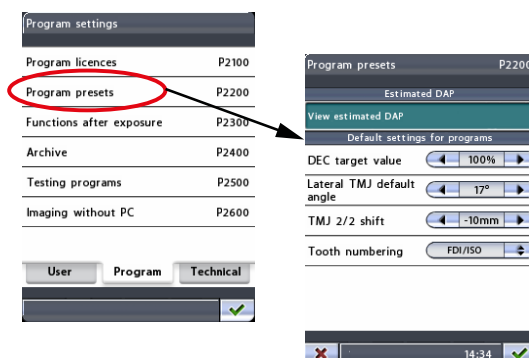 Program settings
Program licences P2100
Program presets P2200
Functions after exposure P2300
Archive P2400
Testing programs P2500
Imaging without PC P2600
User Program Technical
Program presets P2200
Estimated DAP
View estimated DAP
Default settings for programs
DEC target value 100%
Lateral TMJ default
angle 17°
TMJ 2/2 shift -10mm
Tooth numbering FDI/ISO
14:34